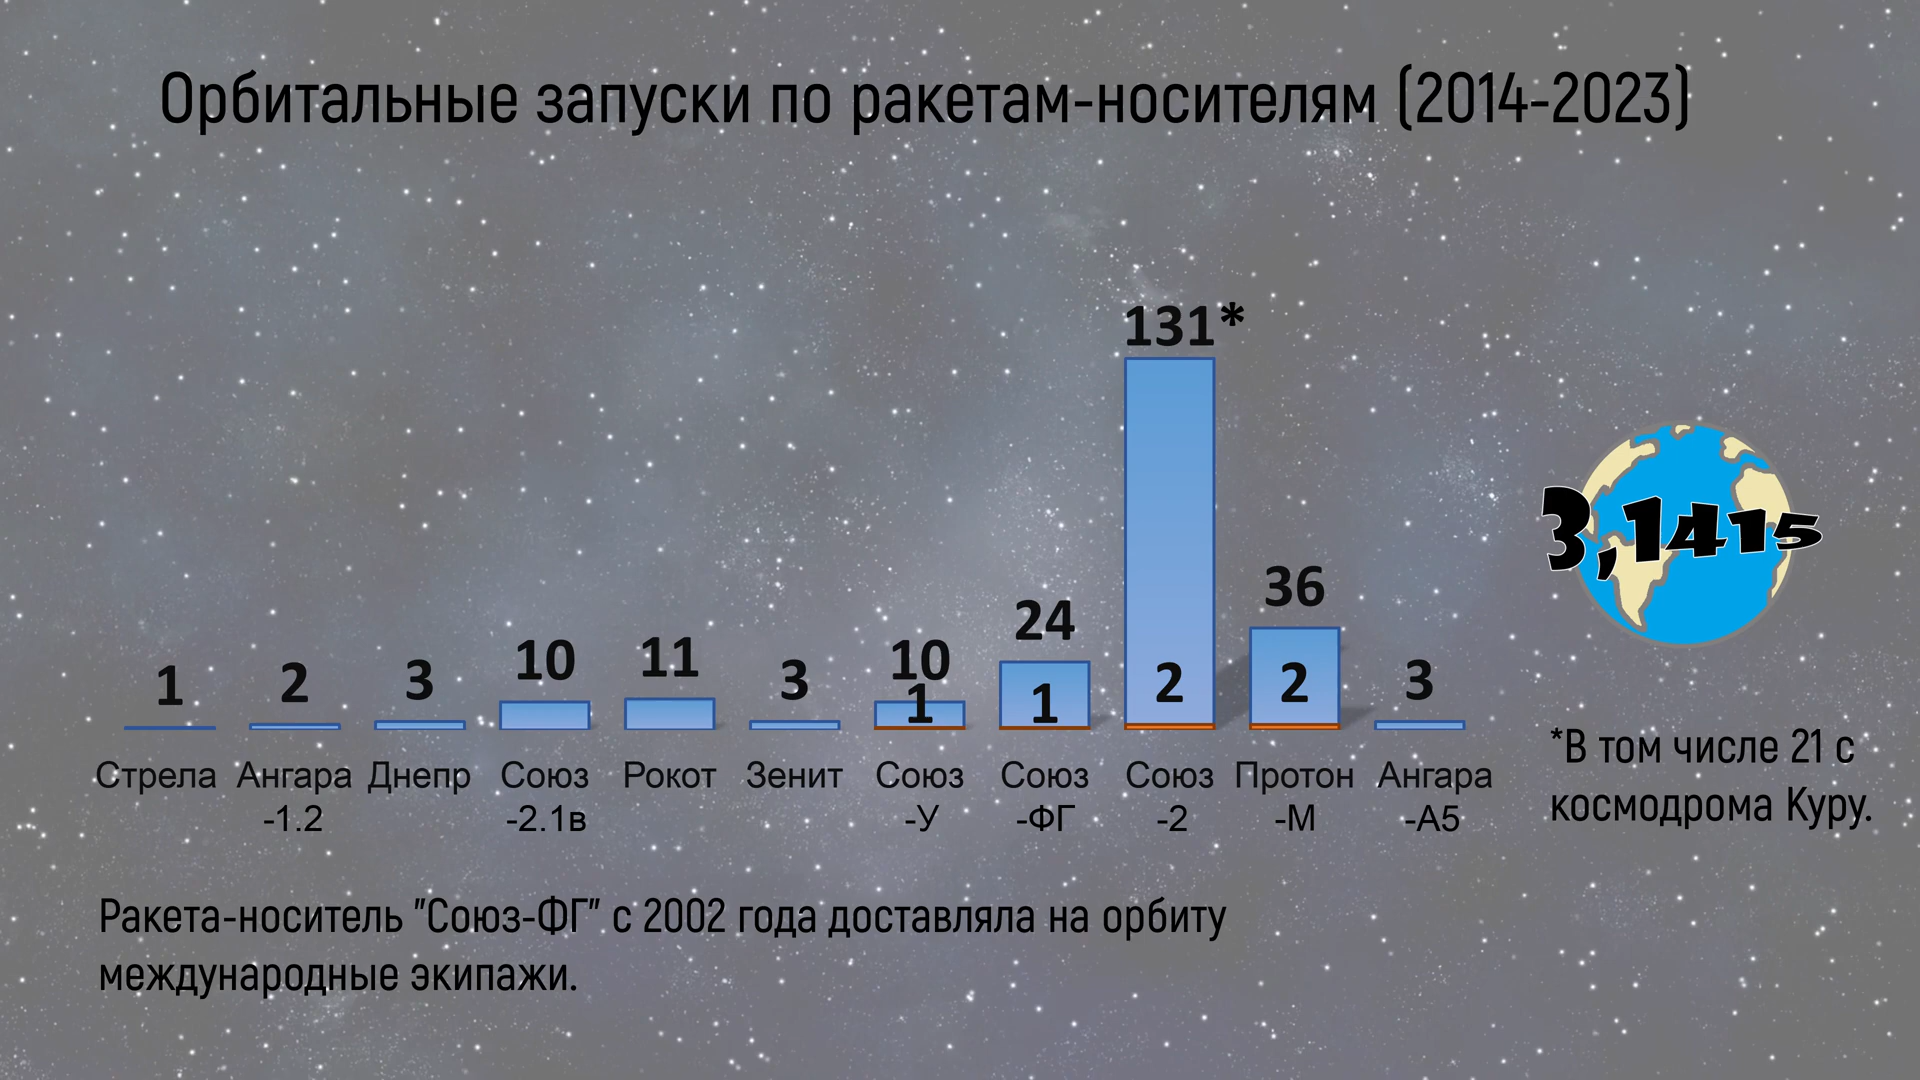 Орбитальные запуски по ракетам-носителям (2014-2023)
131*
36
24
10
11
10
1
2
3
3
3
1
1
2
2
Стрела Ангара Днепр Союз Рокот Зенит Союз Союз Союз Протон Ангара
-1.2 -2.1в -У -ФГ -2 -М -А5
3,1415
*В том числе 21 с
космодрома Куру.
Ракета-носитель "Союз-ФГ" с 2002 года доставляла на орбиту
международные экипажи.